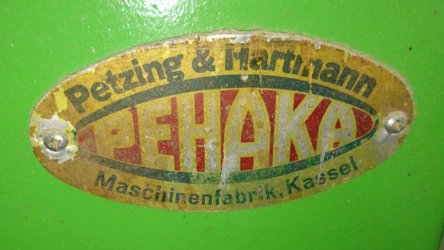 Petzing & Hartmann
PEHAKA
Maschinenfabrik, Kassel